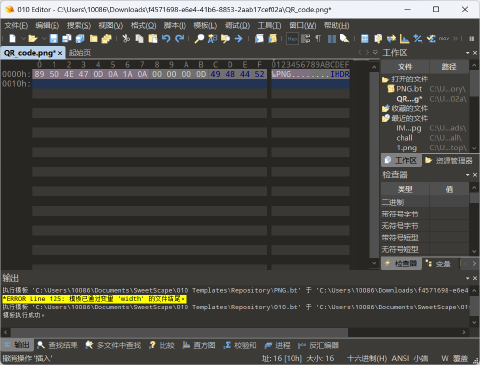 010 Editor - C:\Users\10086\Downloads\f4571698-e6e4-41b6-8853-2aab17cef02a\QR_code.png*
文件(F) 编辑(E) 搜索(S) 视图(V) 格式(O) 脚本(I) 模板(L) 调试(D) 工具(T) 窗口(W) 帮助(H)
QR_code.png* × 起始页
工作区
0 1 2 3 4 5 6 7 8 9 A B C D E F 0123456789ABCDEF
0000h: 89 50 4E 47 0D 0A 1A 0A 00 00 00 0D 49 48 44 52 ‰PNG........IHDR
0010h:
文件 路径
打开的文件
PNG.bt C:\U...ory\
QR...g* C:\U...02a\
收藏的文件
最近的文件
IM...pg C:\U...ads\
chall C:\U...all\
1.png C:\U...top\
工作区 资源管理器
检查器
类型 值
二进制
带符号字节
无符号字节
带符号短型
无符号短型
检查器 变量
输出
执行模板 'C:\Users\10086\Documents\SweetScape\010 Templates\Repository\PNG.bt' 于 'C:\Users\10086\Downloads\f4571698-e6e4
*ERROR Line 125: 模板已通过变量 'width' 的文件结尾。
执行模板 'C:\Users\10086\Documents\SweetScape\010 Templates\Repository\010.bt' 于 'C:\Users\10086\Documents\SweetScape\010
模板执行成功。
输出 查找结果 多文件中查找 比较 直方图 校验和 进程 反汇编器
撤消操作 '插入' 址: 16 [10h] 大小: 16 十六进制(H) ANSI 小端 W 覆盖